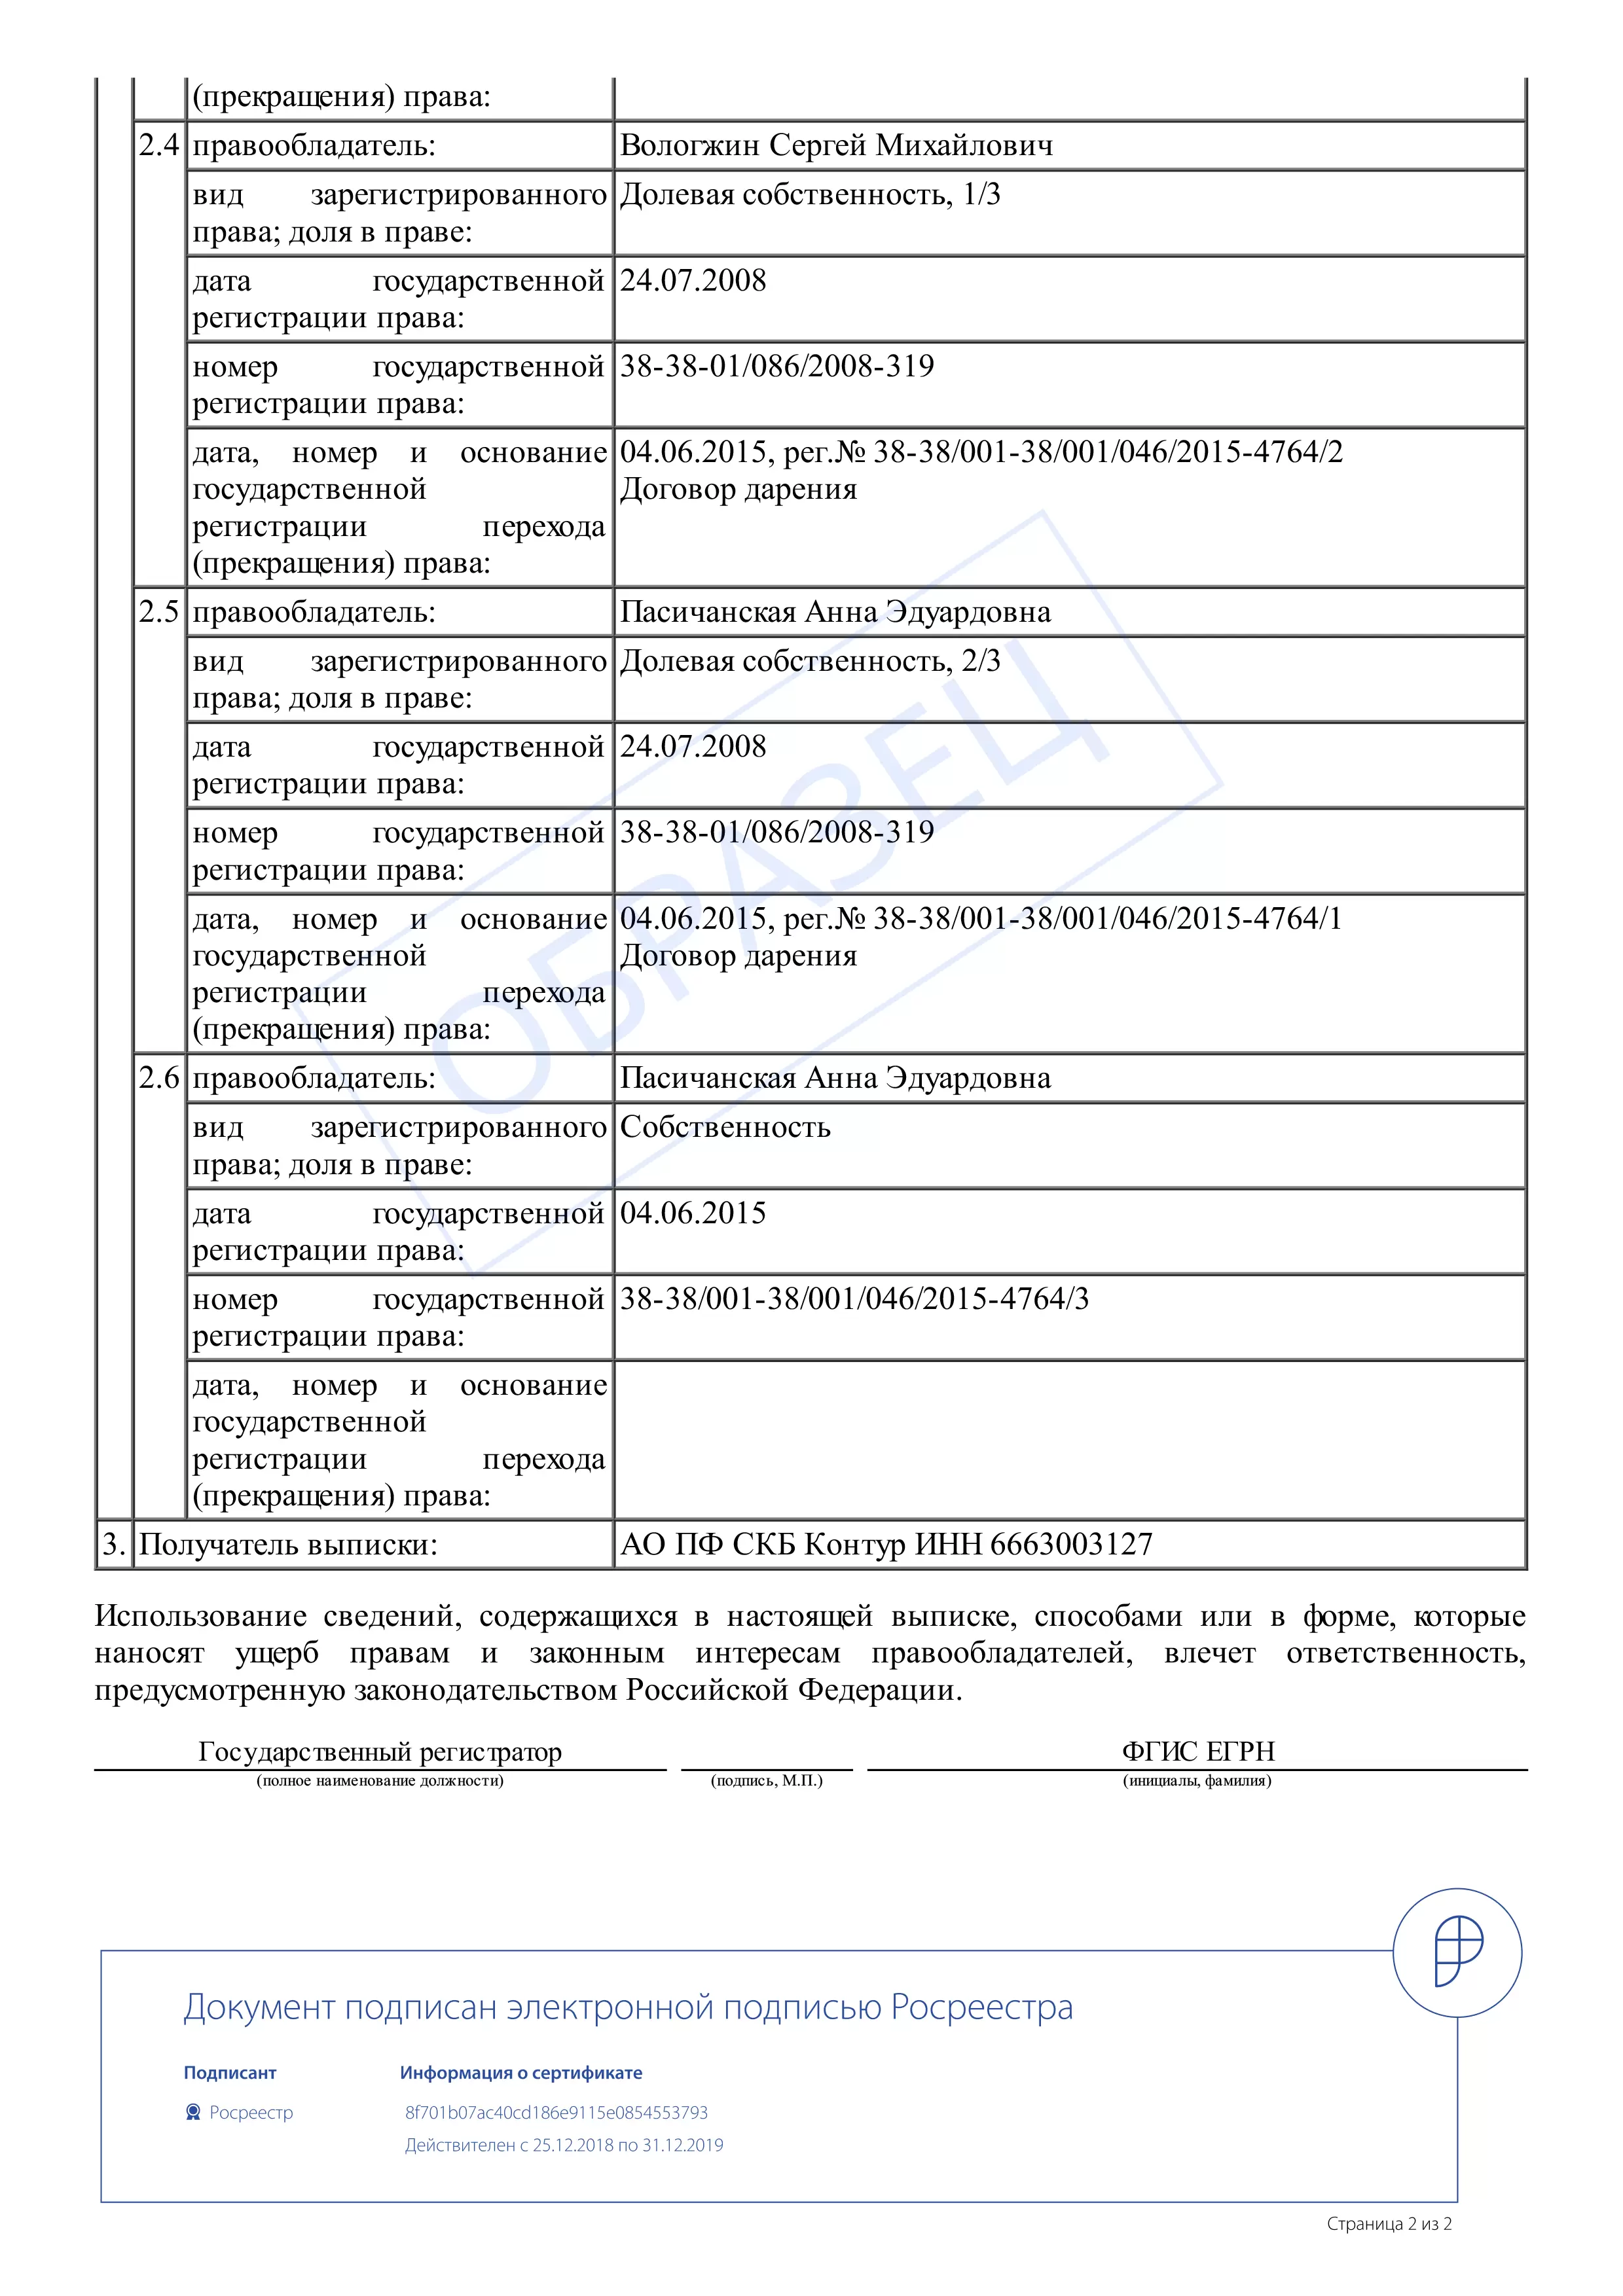 (прекращения) права:
2.4 правообладатель: Вологжин Сергей Михайлович
вид зарегистрированного Долевая собственность, 1/3
права; доля в праве:
дата государственной 24.07.2008
регистрации права:
номер государственной 38-38-01/086/2008-319
регистрации права:
дата, номер и основание 04.06.2015, рег.№ 38-38/001-38/001/046/2015-4764/2
государственной Договор дарения
регистрации перехода
(прекращения) права:
2.5 правообладатель: Пасичанская Анна Эдуардовна
вид зарегистрированного Долевая собственность, 2/3
права; доля в праве:
дата государственной 24.07.2008
регистрации права:
номер государственной 38-38-01/086/2008-319
регистрации права:
дата, номер и основание 04.06.2015, рег.№ 38-38/001-38/001/046/2015-4764/1
государственной Договор дарения
регистрации перехода
(прекращения) права:
ОБРАЗЕЦ
2.6 правообладатель: Пасичанская Анна Эдуардовна
вид зарегистрированного Собственность
права; доля в праве:
дата государственной 04.06.2015
регистрации права:
номер государственной 38-38/001-38/001/046/2015-4764/3
регистрации права:
дата, номер и основание
государственной
регистрации перехода
(прекращения) права:
3. Получатель выписки: АО ПФ СКБ Контур ИНН 6663003127
Использование сведений, содержащихся в настоящей выписке, способами или в форме, которые
наносят ущерб правам и законным интересам правообладателей, влечет ответственность,
предусмотренную законодательством Российской Федерации.
Государственный регистратор ФГИС ЕГРН
(полное наименование должности) (подпись, М.П.) (инициалы, фамилия)
Документ подписан электронной подписью Росреестра
Подписант Информация о сертификате
Росреестр 8f701b07ac40cd186e9115e0854553793
Действителен с 25.12.2018 по 31.12.2019
Страница 2 из 2